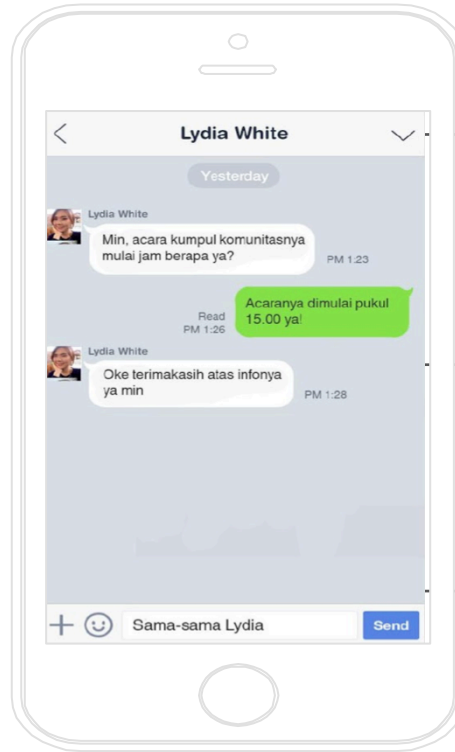 Lydia White
Yesterday
Lydia White
Min, acara kumpul komunitasnya
mulai jam berapa ya?
PM 1:23
Acaranya dimulai pukul
15.00 ya!
Read
PM 1:26
Lydia White
Oke terimakasih atas infonya
ya min
PM 1:28
Sama-sama Lydia
Send